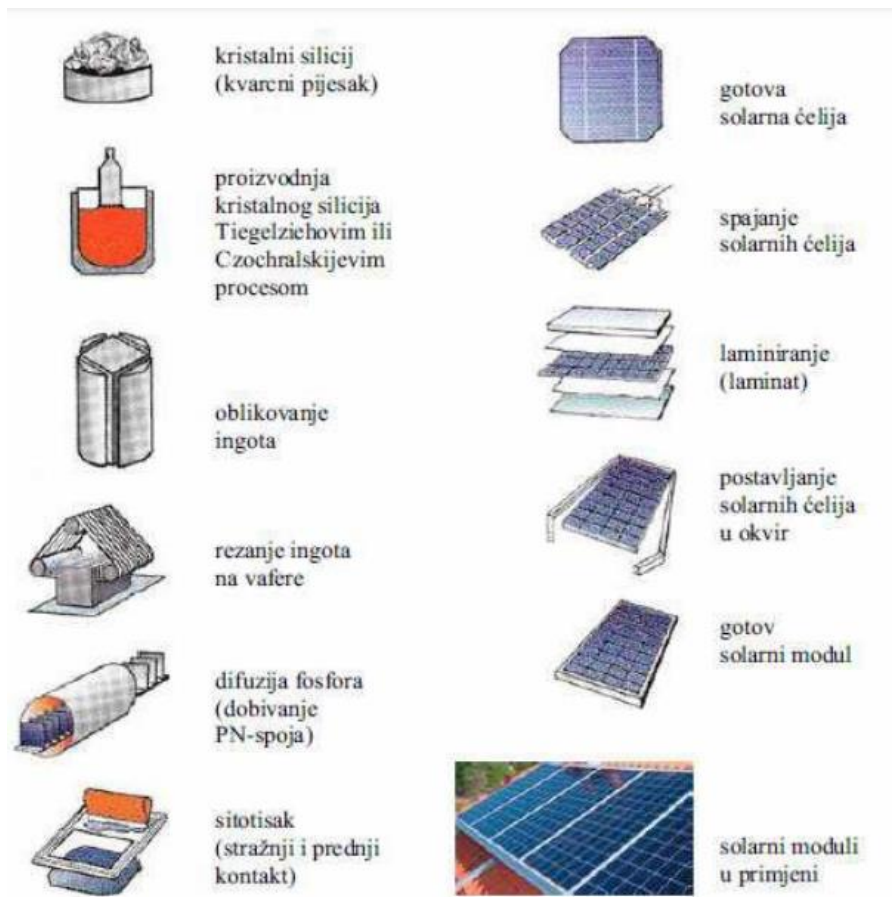 kristalni silicij
(kvarcni pijesak)
proizvodnja
kristalnog silicija
Tiegelziehovim ili
Czochralskijevim
procesom
oblikovanje
ingota
rezanje ingota
na vafere
difuzija fosfora
(dobivanje
PN-spoja)
sitotisak
(stražnji i prednji
kontakt)
gotova
solarna ćelija
spajanje
solarnih ćelija
laminiranje
(laminat)
postavljanje
solarnih ćelija
u okvir
gotov
solarni modul
solarni moduli
u primjeni